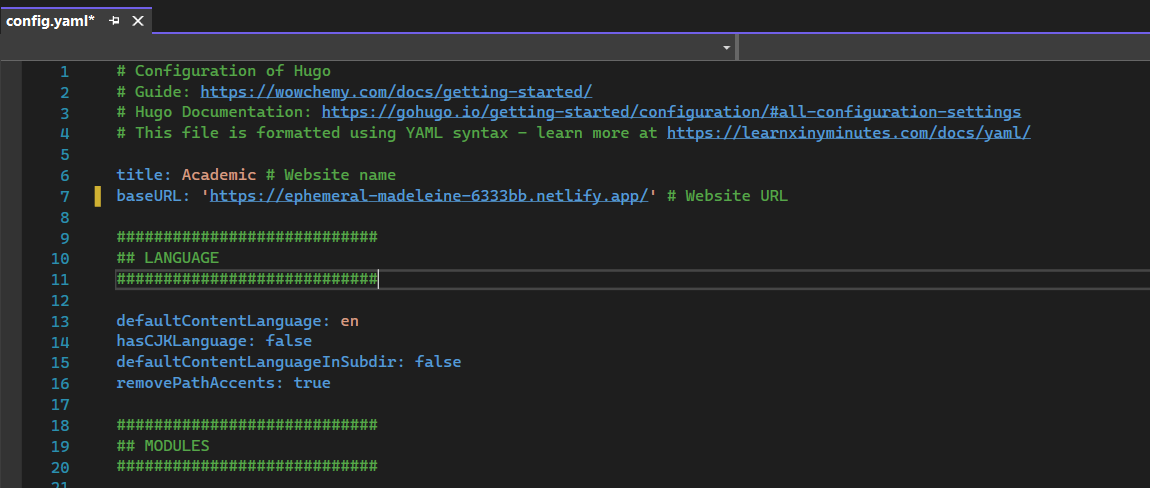 config.yaml*
1 # Configuration of Hugo
2 # Guide: https://wowchemy.com/docs/getting-started/
3 # Hugo Documentation: https://gohugo.io/getting-started/configuration/#all-configuration-settings
4 # This file is formatted using YAML syntax - learn more at https://learnxinyminutes.com/docs/yaml/
5
6 title: Academic # Website name
7 baseURL: 'https://ephemeral-madeleine-6333bb.netlify.app/' # Website URL
8
9 ############################
10 ## LANGUAGE
11 ############################
12
13 defaultContentLanguage: en
14 hasCJKLanguage: false
15 defaultContentLanguageInSubdir: false
16 removePathAccents: true
17
18 ############################
19 ## MODULES
20 ############################
21